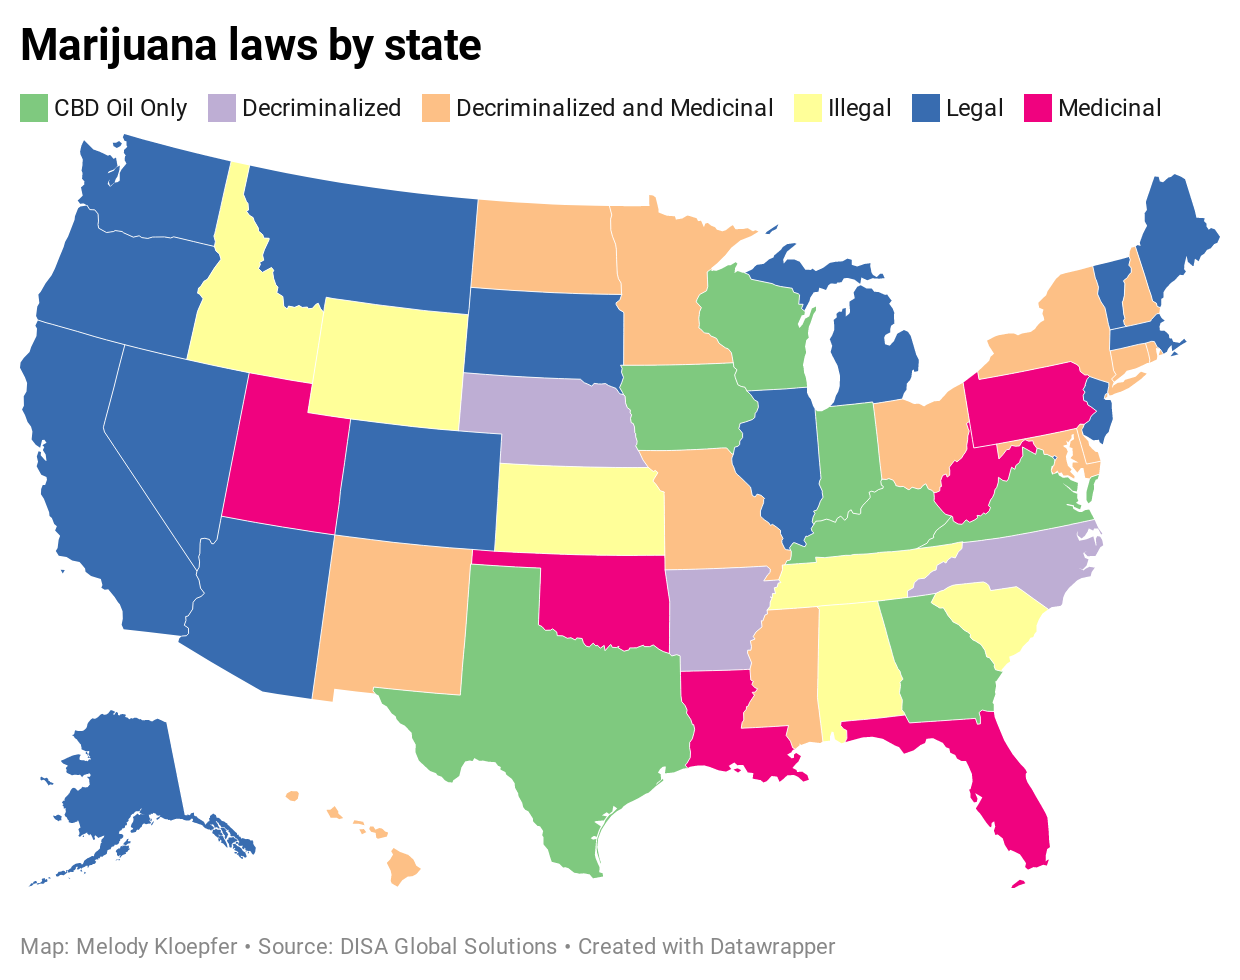 Marijuana laws by state
CBD Oil Only Decriminalized Decriminalized and Medicinal Illegal Legal Medicinal
Map: Melody Kloepfer • Source: DISA Global Solutions • Created with Datawrapper